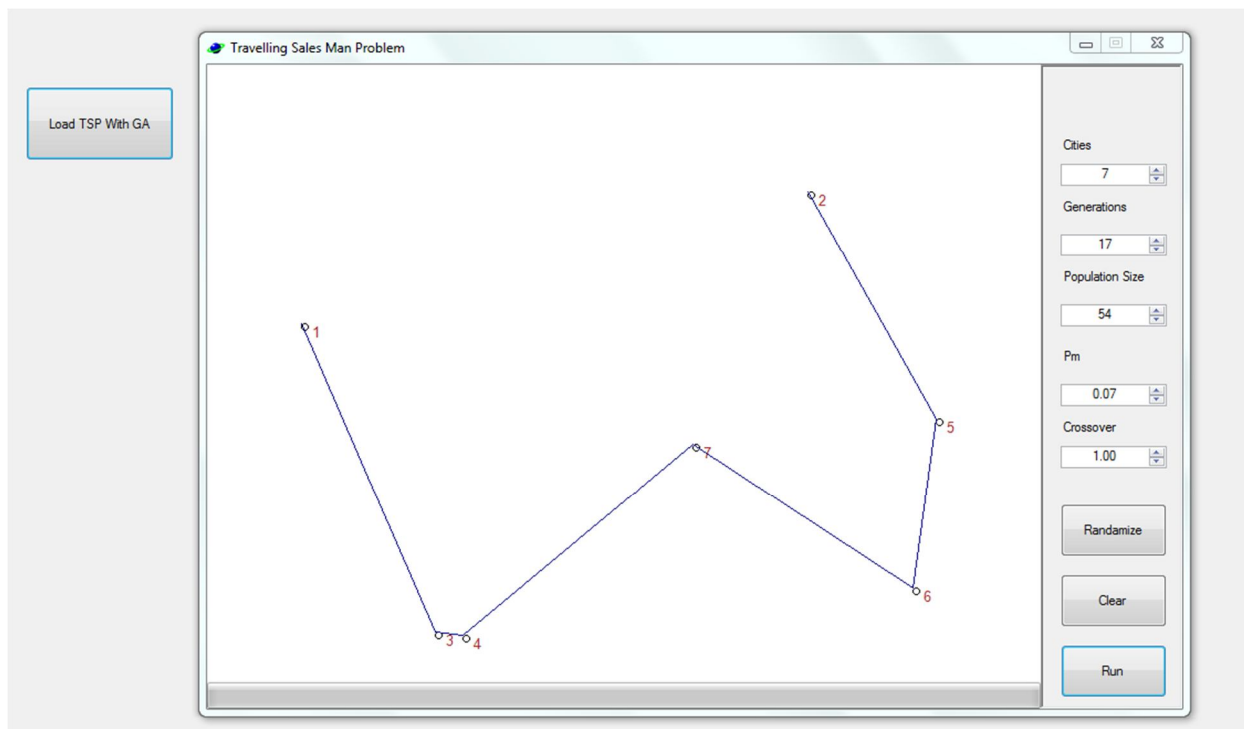 Travelling Sales Man Problem
Load TSP With GA
Cities
7
Generations
17
Population Size
54
Pm
0.07
Crossover
1.00
Randamize
Clear
Run
1
2
3
4
5
6
7